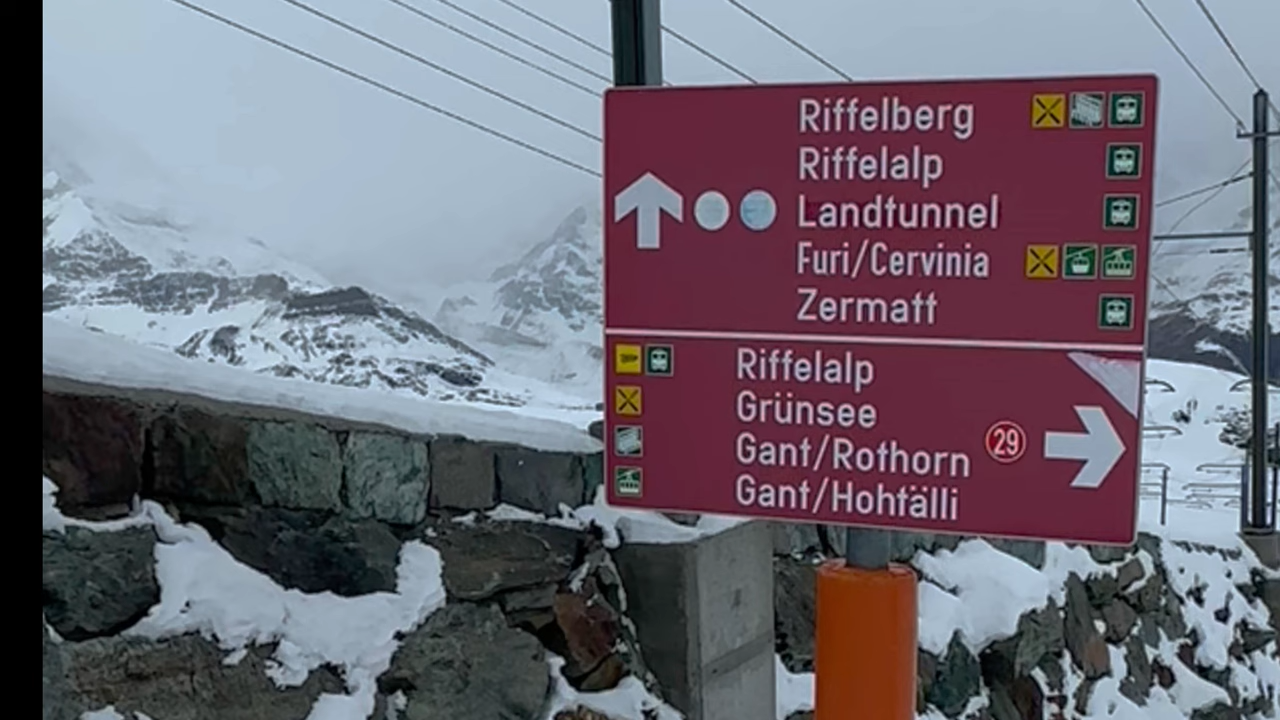 Riffelberg
Riffelalp
Landtunnel
Furi/Cervinia
Zermatt
Riffelalp
Grünsee
Gant/Rothorn
29
Gant/Hohtälli